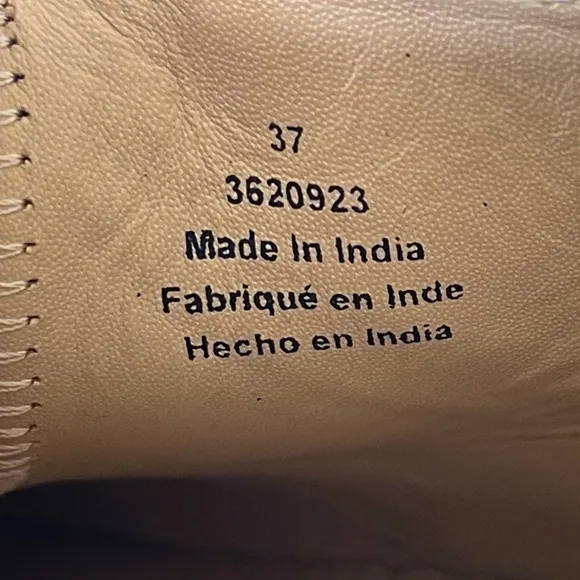 37
3620923
Made In India
Fabriqué en Inde
Hecho en India